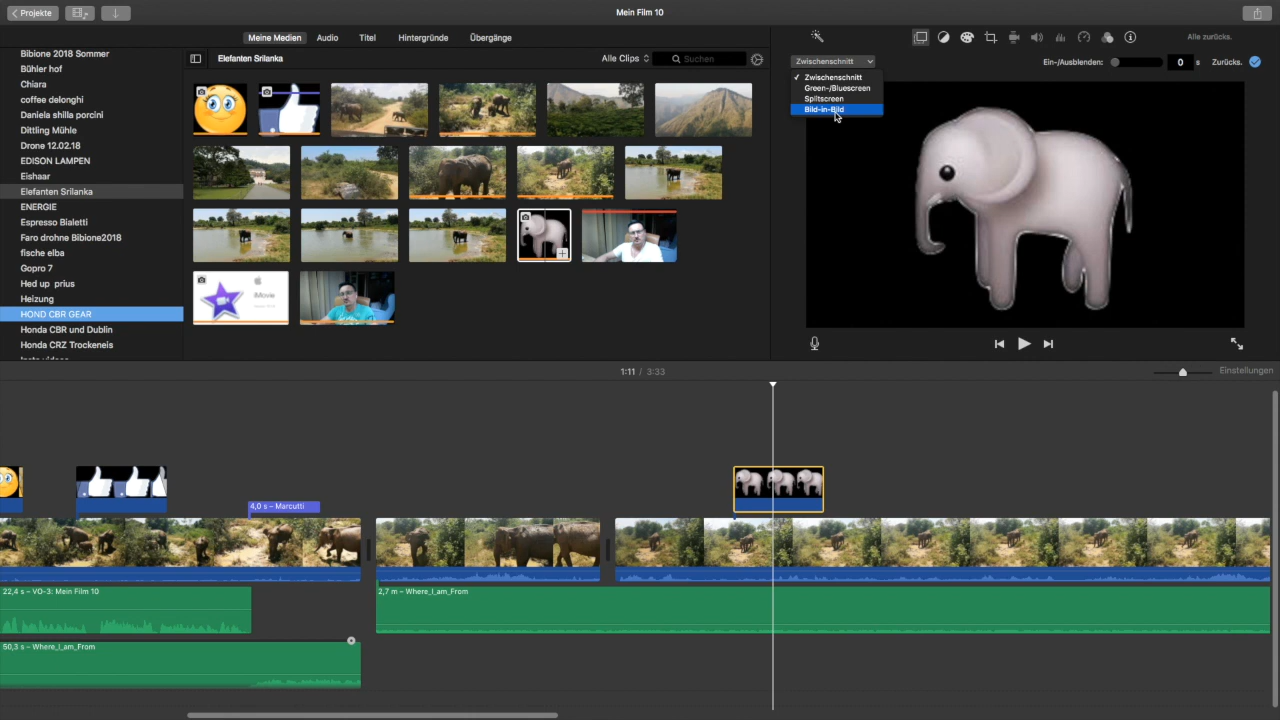 Projekte
Mein Film 10
Meine Medien
Audio
Titel
Hintergründe
Übergänge
Alle zurücks.
Bibione 2018 Sommer
Bühler hof
Chiara
coffee delonghi
Daniela shilla porcini
Dittling Mühle
Drone 12.02.18
EDISON LAMPEN
Eishaar
Elefanten Srilanka
ENERGIE
Espresso Bialetti
Faro drohne Bibione2018
fische elba
Gopro 7
Hed up prius
Heizung
HOND CBR GEAR
Honda CBR und Dublin
Honda CRZ Trockeneis
Elefanten Srilanka
Alle Clips
Suchen
iMovie
Zwischenschnitt
Ein-/Ausblenden:
0 s
Zurücks.
✓ Zwischenschnitt
Green-/Bluescreen
Splitscreen
Bild-in-Bild
1:11 / 3:33
Einstellungen
4,0 s – Marcutti
22,4 s – VO-3: Mein Film 10
2,7 m – Where_I_am_From
50,3 s – Where_I_am_From